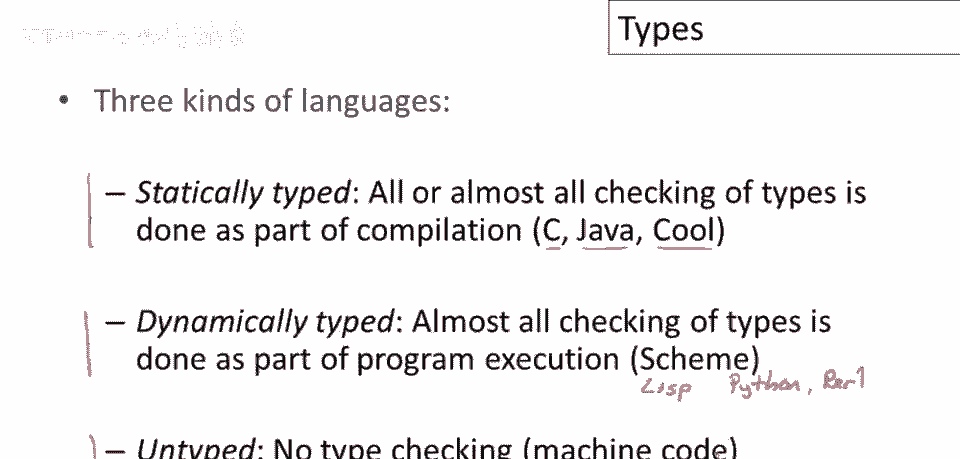 Types
• Three kinds of languages:
– Statically typed: All or almost all checking of types is
done as part of compilation (C, Java, Cool)
– Dynamically typed: Almost all checking of types is
done as part of program execution (Scheme)
Lisp Python, Perl
– Untyped: No type checking (machine code)